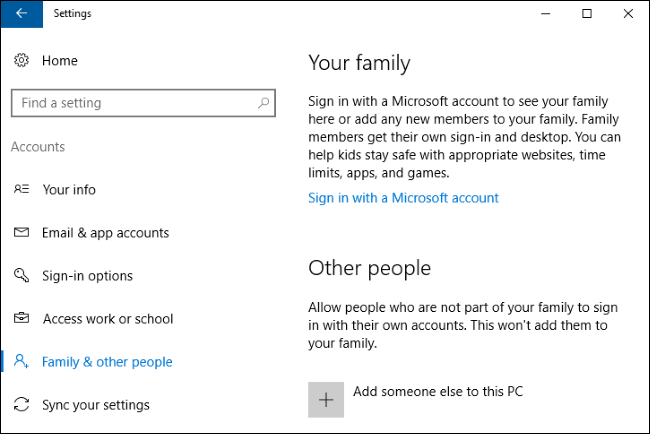 Settings
Home
Find a setting
Accounts
Your info
Email & app accounts
Sign-in options
Access work or school
Family & other people
Sync your settings
Your family
Sign in with a Microsoft account to see your family
here or add any new members to your family. Family
members get their own sign-in and desktop. You can
help kids stay safe with appropriate websites, time
limits, apps, and games.
Sign in with a Microsoft account
Other people
Allow people who are not part of your family to sign
in with their own accounts. This won't add them to
your family.
Add someone else to this PC